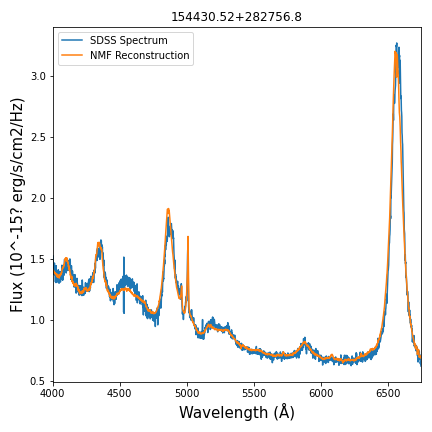 154430.52+282756.8
SDSS Spectrum
NMF Reconstruction
Flux (10^-15? erg/s/cm2/Hz)
3.0
2.5
2.0
1.5
1.0
0.5
4000 4500 5000 5500 6000 6500
Wavelength (Å)